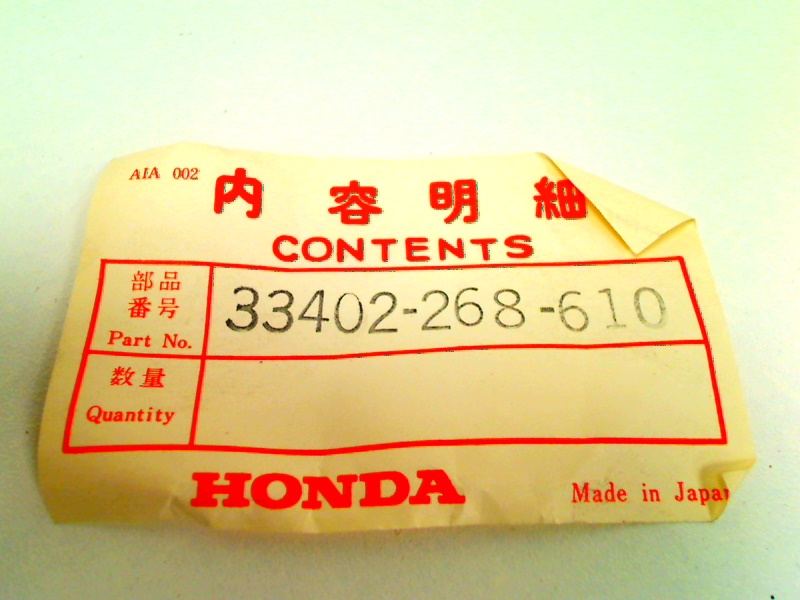 AIA 002
内容明細
CONTENTS
部品
番号
Part No.
33402-268-610
数量
Quantity
HONDA
Made in Japan